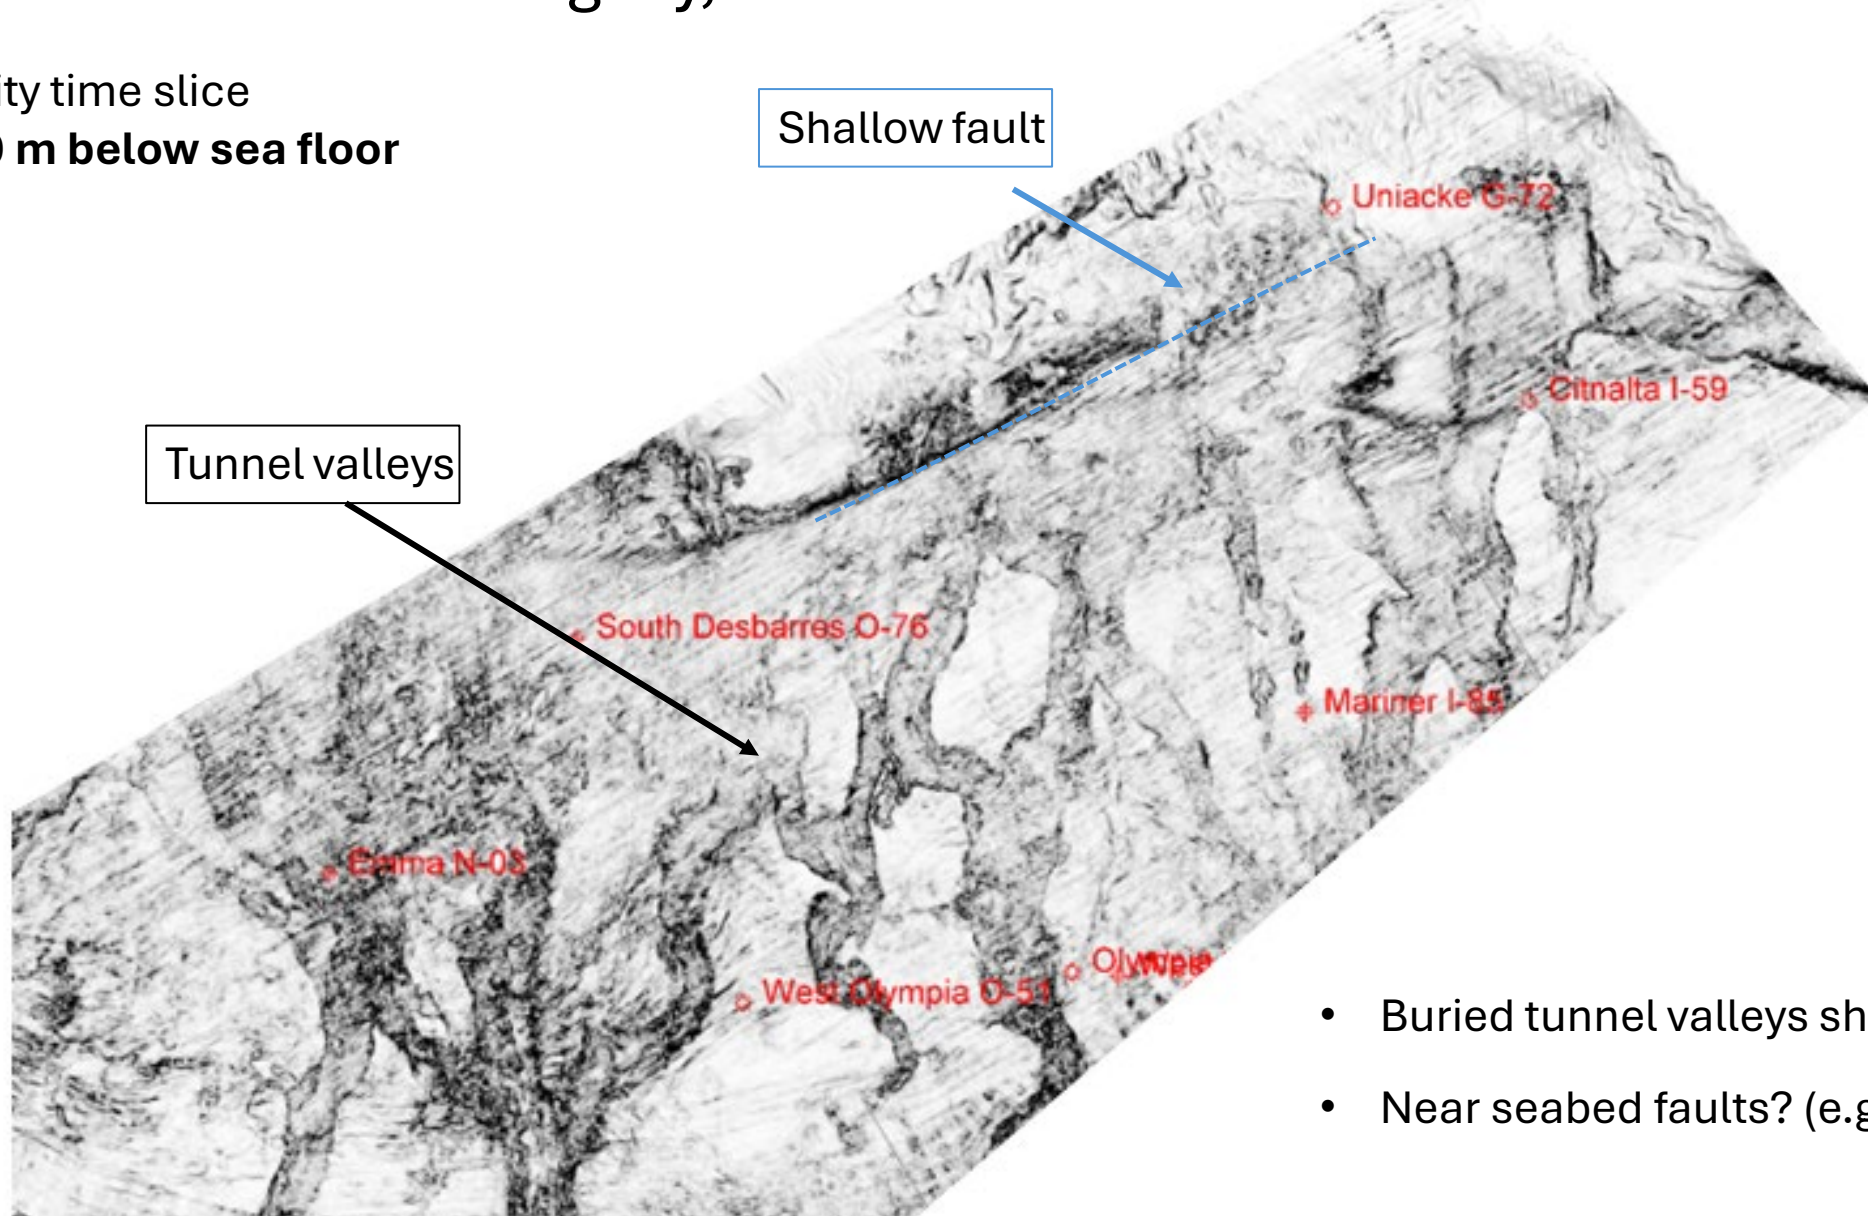 ity time slice
m below sea floor
Shallow fault
Uniacke G-72
Citnalta I-59
Tunnel valleys
South Desbarres O-76
Mariner I-85
Emma N-03
Olympia
West Olympia O-51
• Buried tunnel valleys sh
• Near seabed faults? (e.g